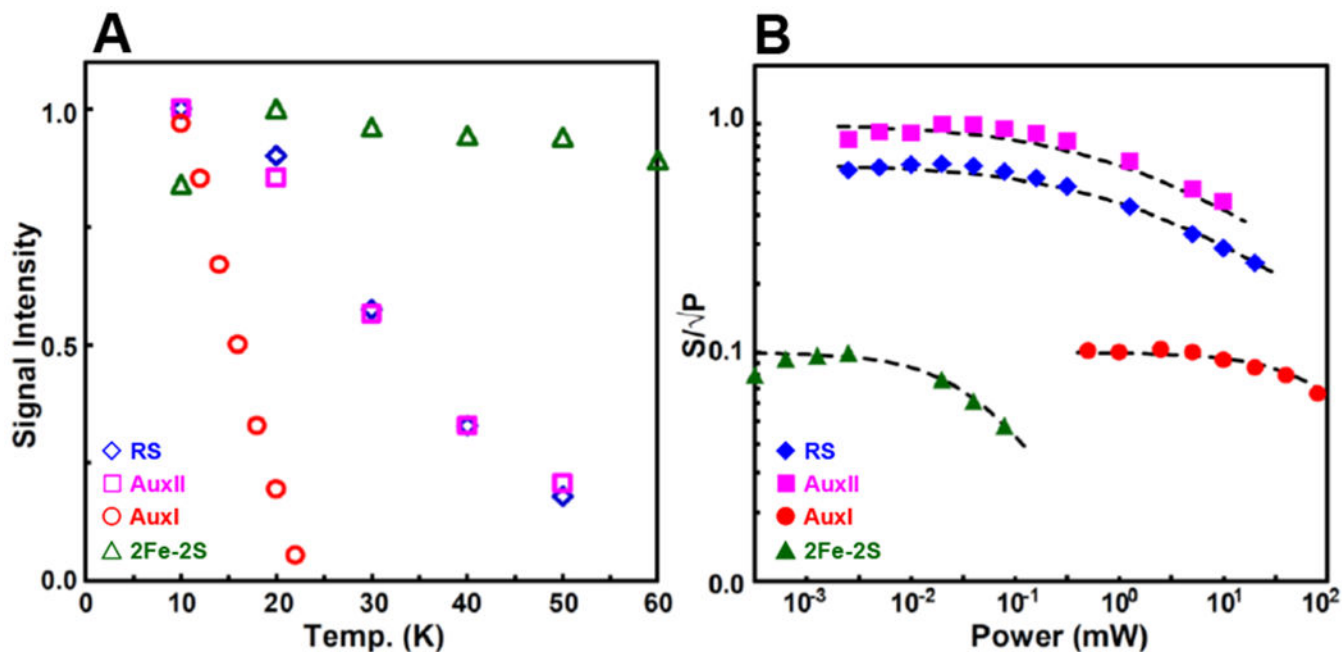 A
Signal Intensity
1.0
0.5
0.0
RS
AuxII
AuxI
2Fe-2S
0 10 20 30 40 50 60
Temp. (K)
B
S/√P
1.0
0.1
0.0
RS
AuxII
AuxI
2Fe-2S
10⁻³ 10⁻² 10⁻¹ 10⁰ 10¹ 10²
Power (mW)